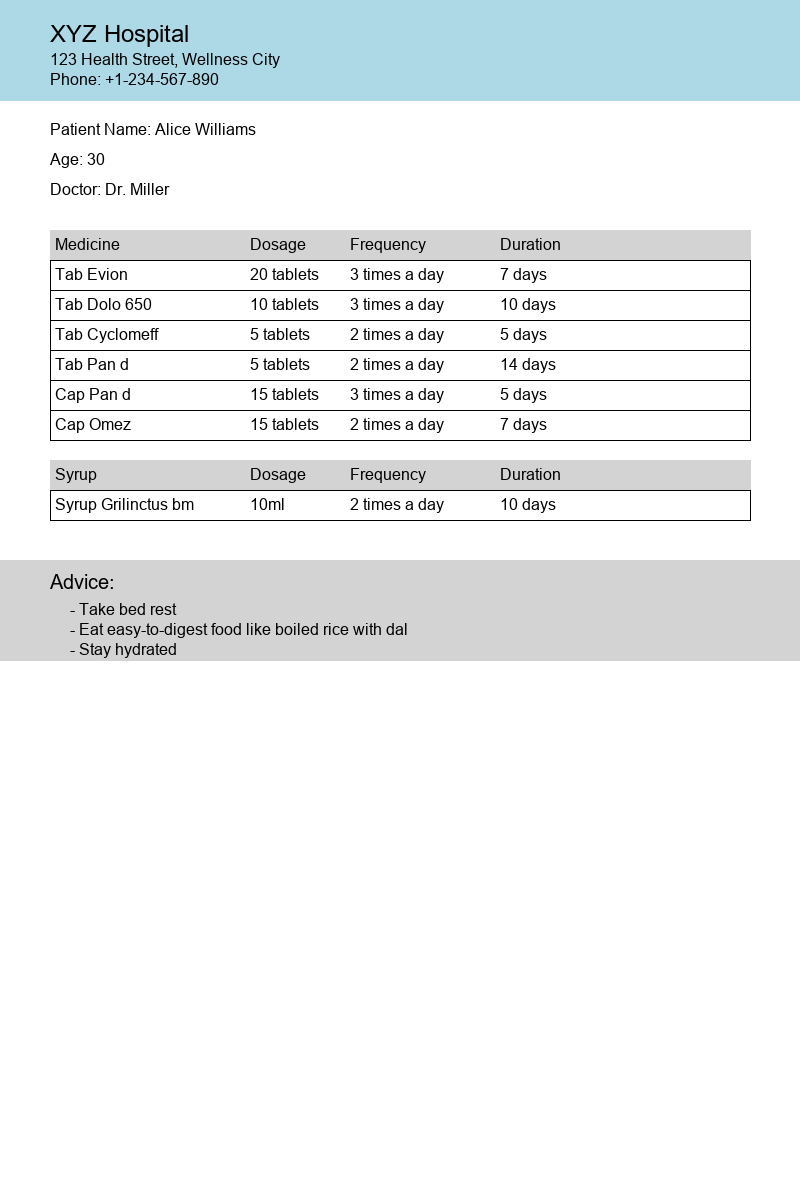 XYZ Hospital
123 Health Street, Wellness City
Phone: +1-234-567-890
Patient Name: Alice Williams
Age: 30
Doctor: Dr. Miller
Medicine Dosage Frequency Duration
Tab Evion 20 tablets 3 times a day 7 days
Tab Dolo 650 10 tablets 3 times a day 10 days
Tab Cyclomeff 5 tablets 2 times a day 5 days
Tab Pan d 5 tablets 2 times a day 14 days
Cap Pan d 15 tablets 3 times a day 5 days
Cap Omez 15 tablets 2 times a day 7 days
Syrup Dosage Frequency Duration
Syrup Grilinctus bm 10ml 2 times a day 10 days
Advice:
- Take bed rest
- Eat easy-to-digest food like boiled rice with dal
- Stay hydrated